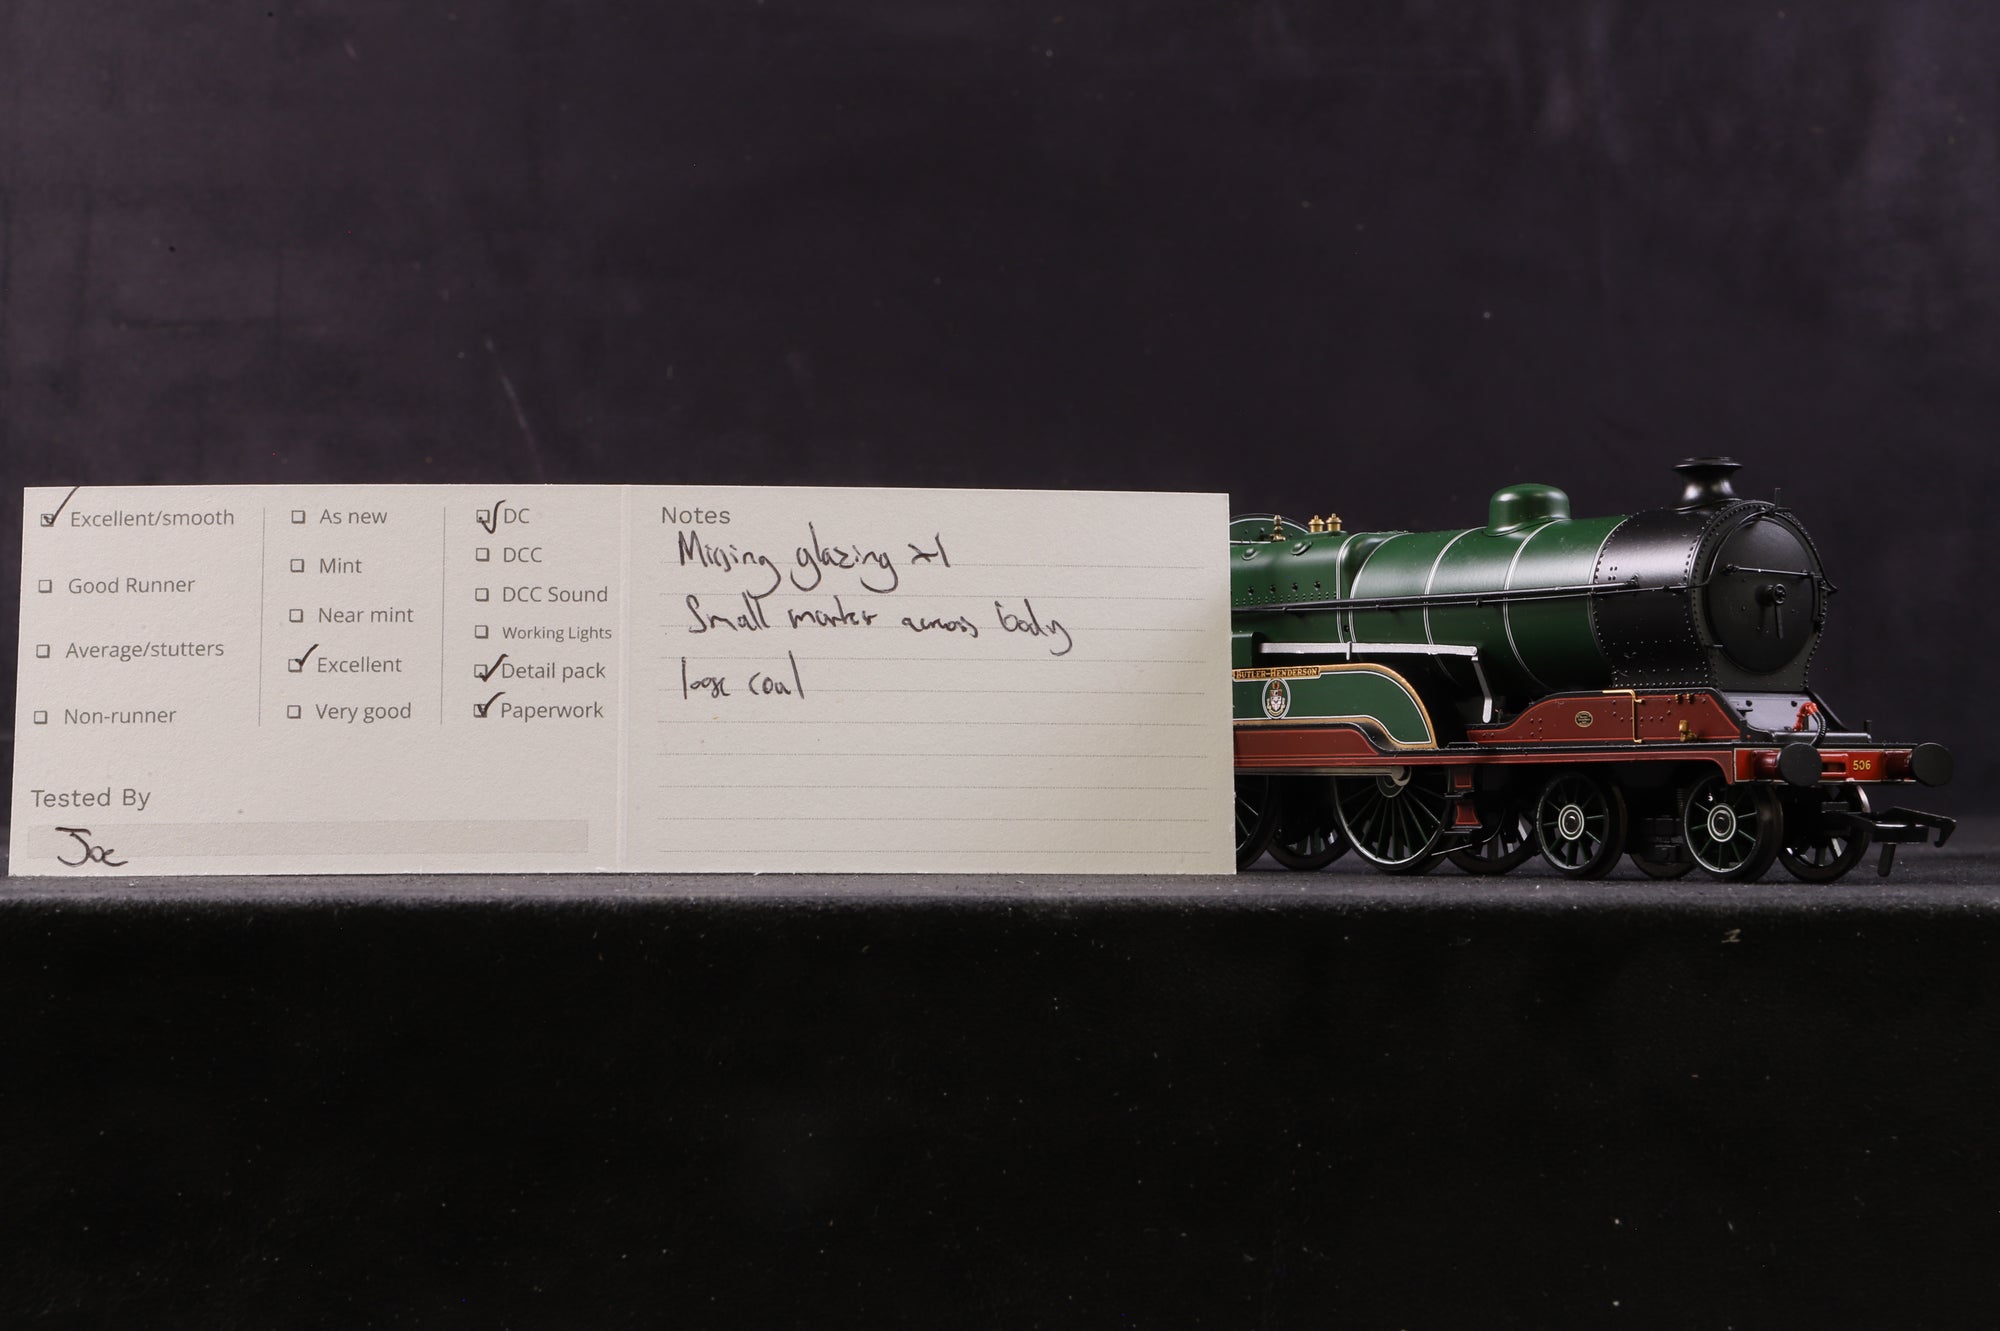 Excellent/smooth
Good Runner
Average/stutters
Non-runner
As new
Mint
Near mint
Excellent
Very good
DC
DCC
DCC Sound
Working Lights
Detail pack
Paperwork
Tested By
Joe
Notes
Missing glazing x1
Small marks across body
loose coal
BUTLER-HENDERSON
506